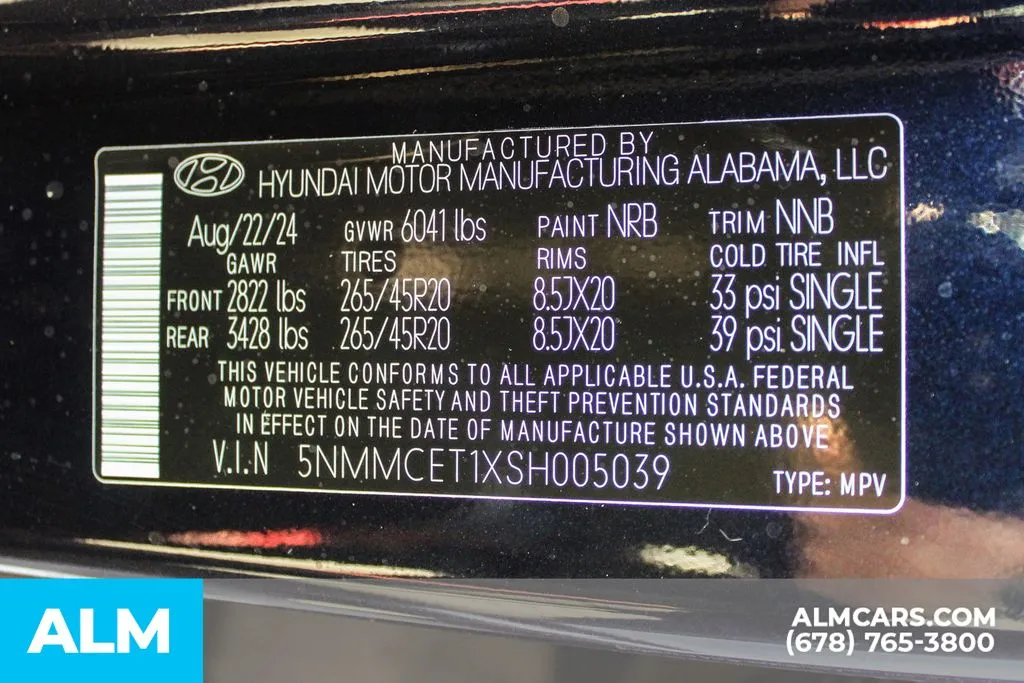 MANUFACTURED BY
HYUNDAI MOTOR MANUFACTURING ALABAMA, LLC
Aug/22/24 GVWR 6041 lbs PAINT NRB TRIM NNB
GAWR TIRES RIMS COLD TIRE INFL
FRONT 2822 lbs 265/45R20 8.5JX20 33 psi SINGLE
REAR 3428 lbs 265/45R20 8.5JX20 39 psi SINGLE
THIS VEHICLE CONFORMS TO ALL APPLICABLE U.S.A. FEDERAL
MOTOR VEHICLE SAFETY AND THEFT PREVENTION STANDARDS
IN EFFECT ON THE DATE OF MANUFACTURE SHOWN ABOVE
V.I.N 5NMMCET1XSH005039
TYPE: MPV
ALM
ALMCARS.COM
(678) 765-3800